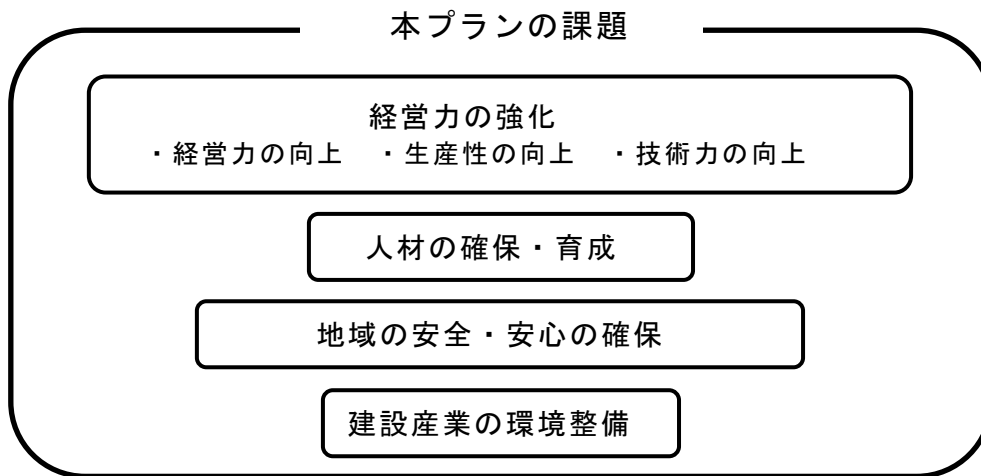 本プランの課題
経営力の強化
・経営力の向上　・生産性の向上　・技術力の向上
人材の確保・育成
地域の安全・安心の確保
建設産業の環境整備